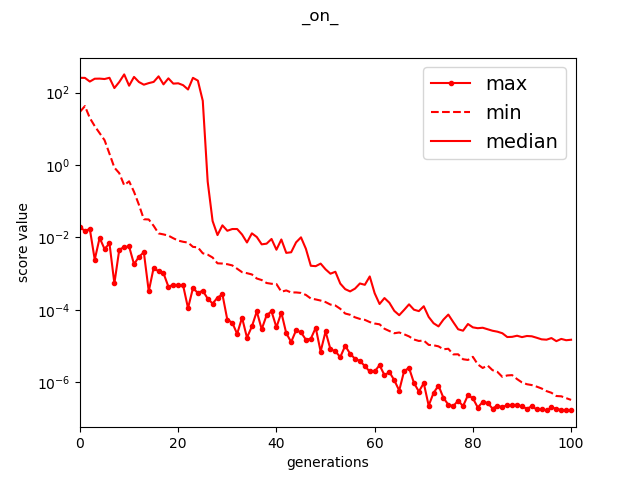 _on_
max
min
median
score value
10²
10⁰
10⁻²
10⁻⁴
10⁻⁶
0 20 40 60 80 100
generations